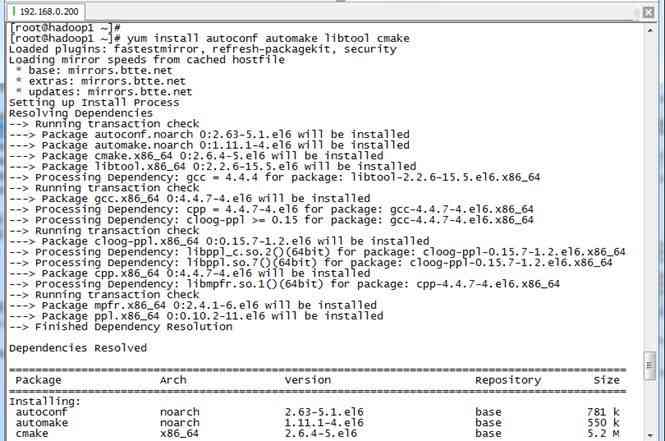 192.168.0.200
[root@hadoop1 ~]#
[root@hadoop1 ~]# yum install autoconf automake libtool cmake
Loaded plugins: fastestmirror, refresh-packagekit, security
Loading mirror speeds from cached hostfile
 * base: mirrors.btte.net
 * extras: mirrors.btte.net
 * updates: mirrors.btte.net
Setting up Install Process
Resolving Dependencies
--> Running transaction check
---> Package autoconf.noarch 0:2.63-5.1.el6 will be installed
---> Package automake.noarch 0:1.11.1-4.el6 will be installed
---> Package cmake.x86_64 0:2.6.4-5.el6 will be installed
---> Package libtool.x86_64 0:2.2.6-15.5.el6 will be installed
--> Processing Dependency: gcc = 4.4.4 for package: libtool-2.2.6-15.5.el6.x86_64
--> Running transaction check
---> Package gcc.x86_64 0:4.4.7-4.el6 will be installed
--> Processing Dependency: cpp = 4.4.7-4.el6 for package: gcc-4.4.7-4.el6.x86_64
--> Processing Dependency: cloog-ppl >= 0.15 for package: gcc-4.4.7-4.el6.x86_64
--> Running transaction check
---> Package cloog-ppl.x86_64 0:0.15.7-1.2.el6 will be installed
--> Processing Dependency: libppl_c.so.2()(64bit) for package: cloog-ppl-0.15.7-1.2.el6.x86_64
--> Processing Dependency: libppl.so.7()(64bit) for package: cloog-ppl-0.15.7-1.2.el6.x86_64
---> Package cpp.x86_64 0:4.4.7-4.el6 will be installed
--> Processing Dependency: libmpfr.so.1()(64bit) for package: cpp-4.4.7-4.el6.x86_64
--> Running transaction check
---> Package mpfr.x86_64 0:2.4.1-6.el6 will be installed
---> Package ppl.x86_64 0:0.10.2-11.el6 will be installed
--> Finished Dependency Resolution
Dependencies Resolved
================================================================================
 Package Arch Version Repository Size
================================================================================
Installing:
 autoconf noarch 2.63-5.1.el6 base 781 k
 automake noarch 1.11.1-4.el6 base 550 k
 cmake x86_64 2.6.4-5.el6 base 5.2 M